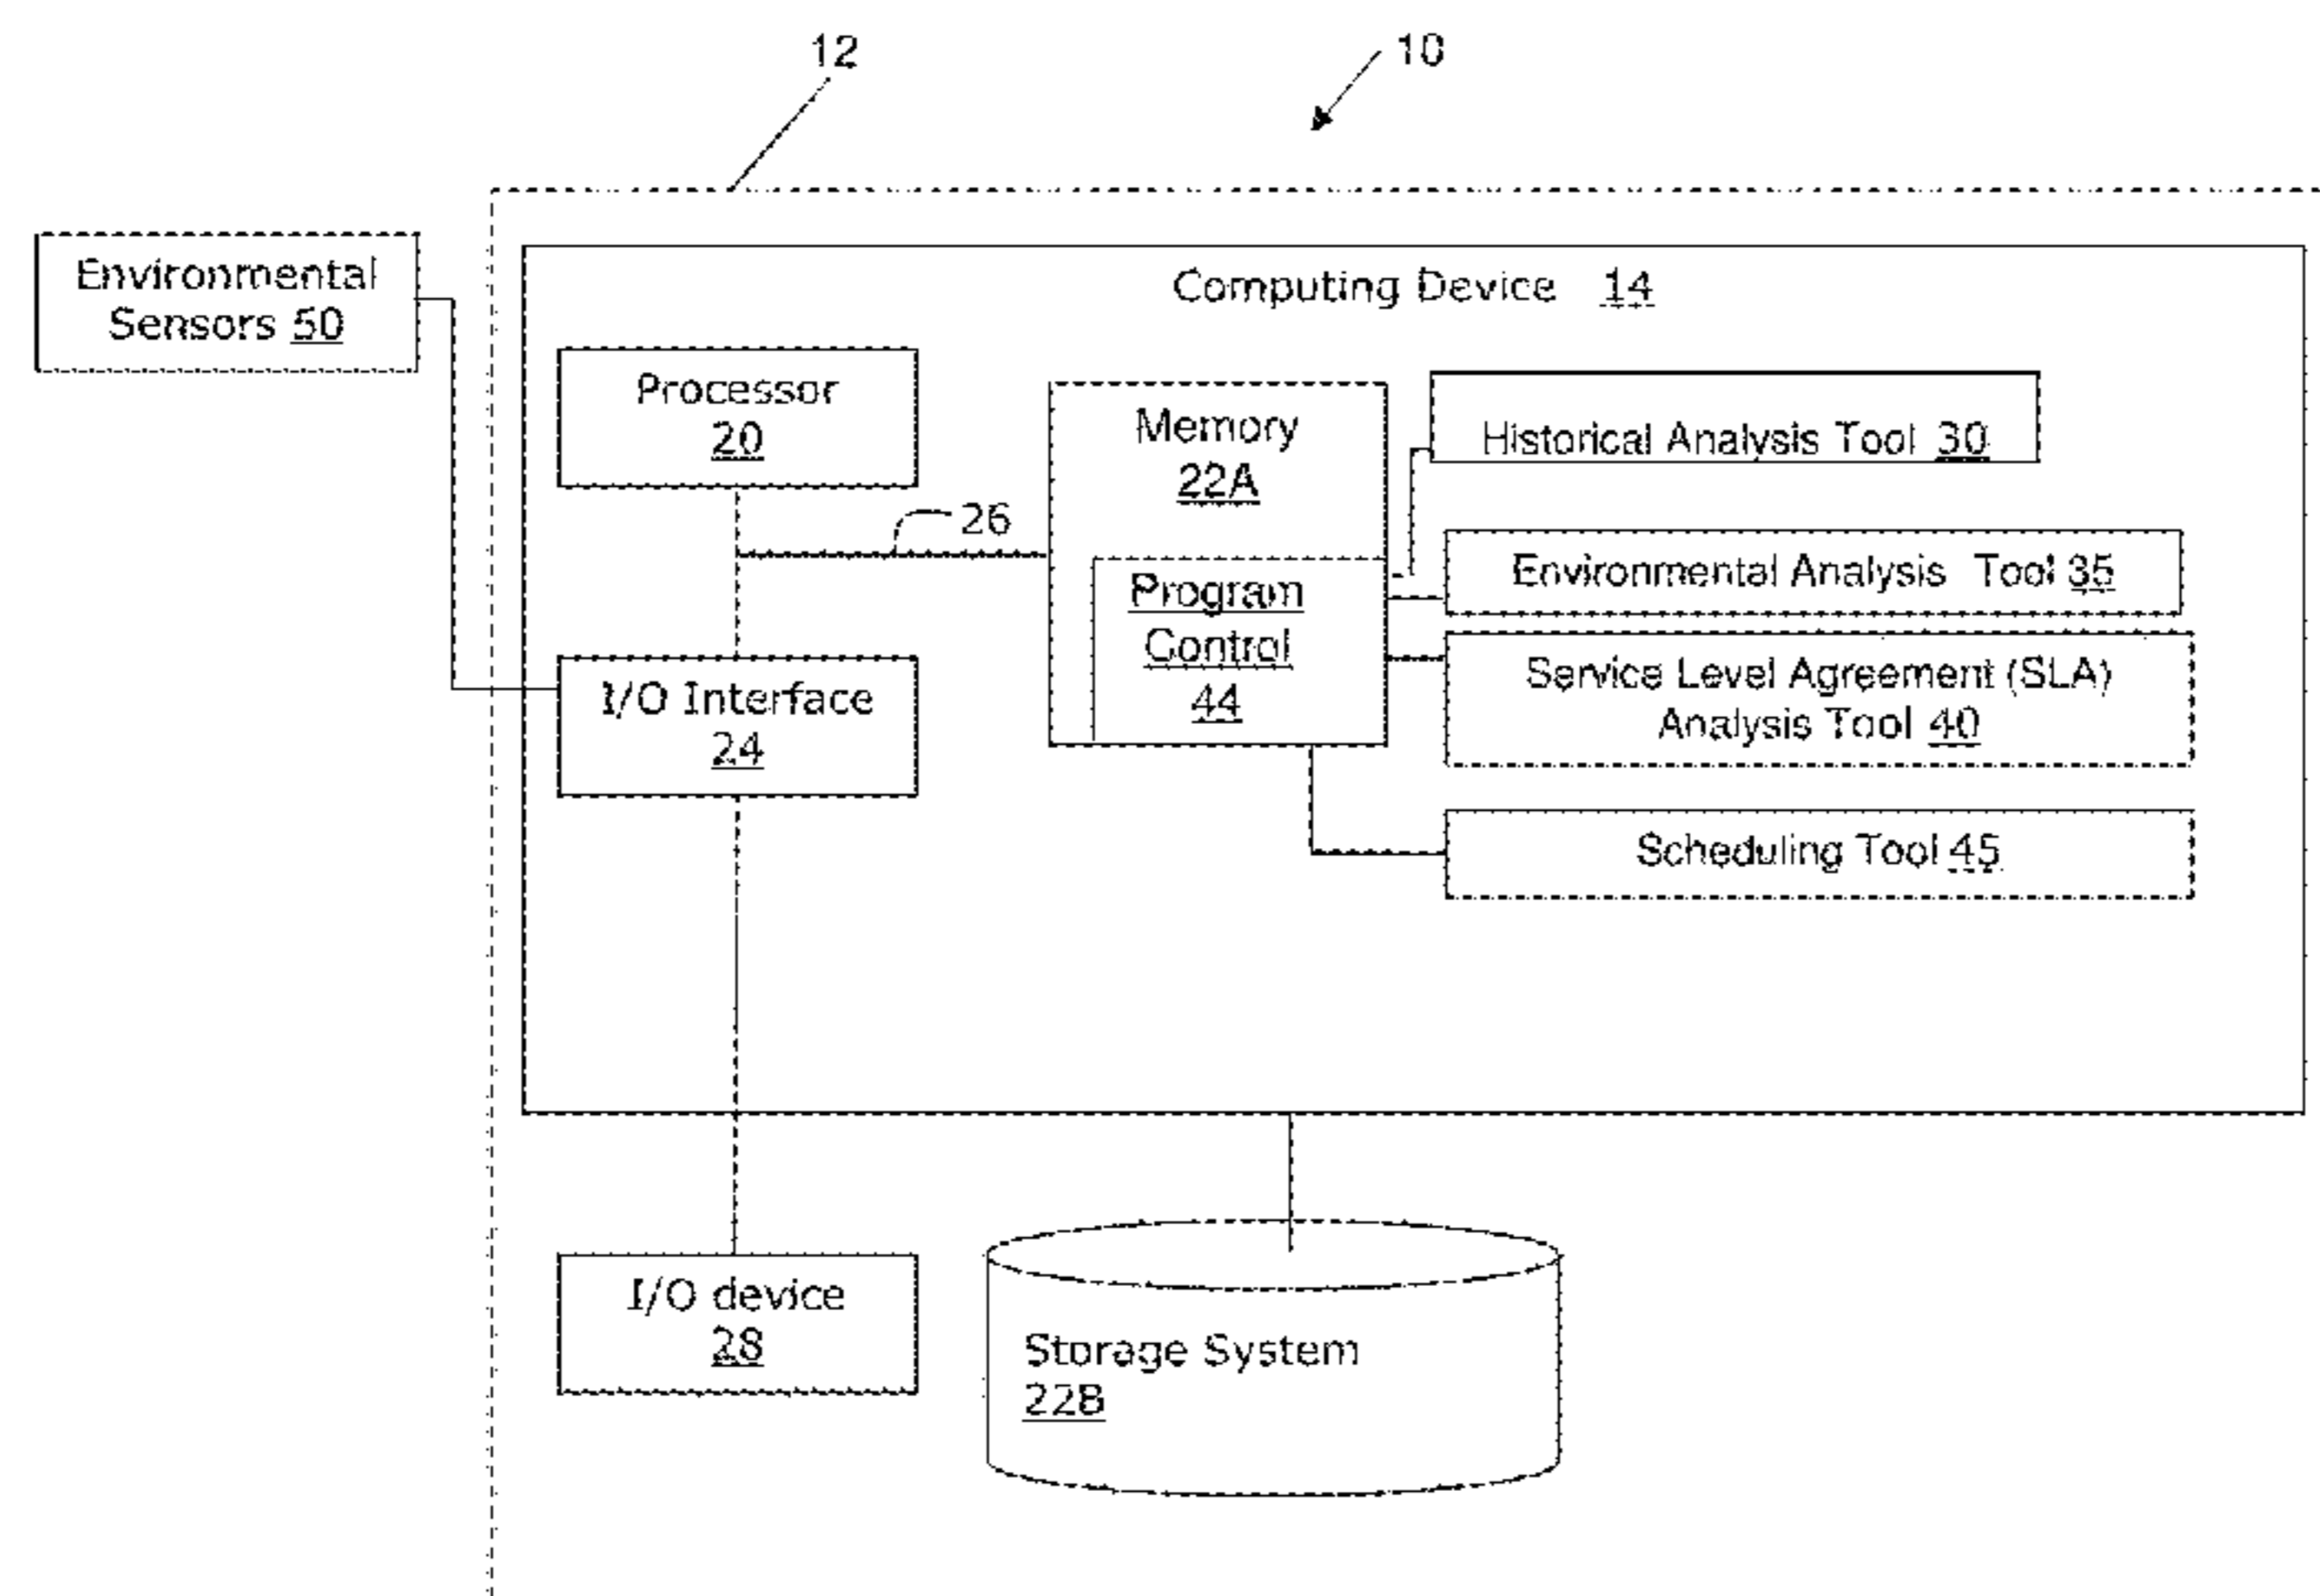 12
10
Environmental
Sensors 50
Computing Device 14
Processor
20
Memory
22A
Historical Analysis Tool 30
26
Environmental Analysis Tool 35
Program
Control
44
Service Level Agreement (SLA)
Analysis Tool 40
I/O Interface
24
Scheduling Tool 45
I/O device
28
Storage System
22B